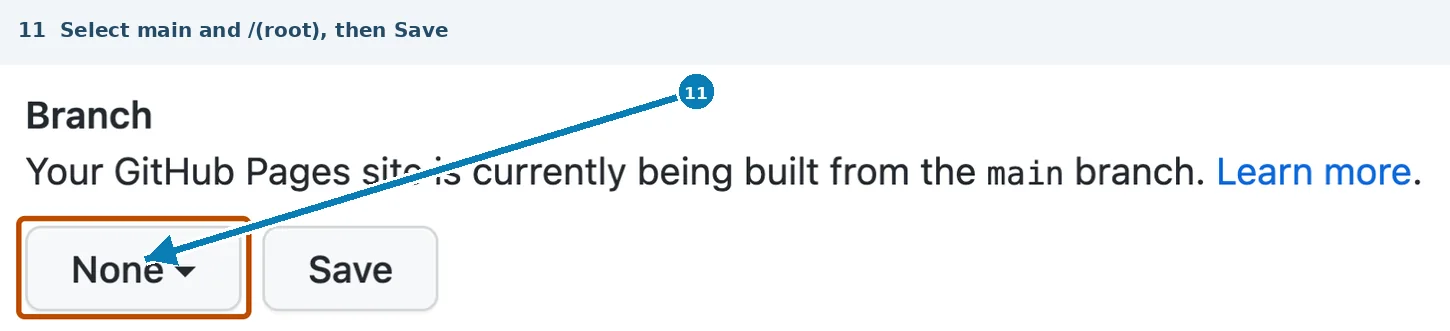 11 Select main and /(root), then Save
11
Branch
Your GitHub Pages site is currently being built from the main branch. Learn more.
None Save